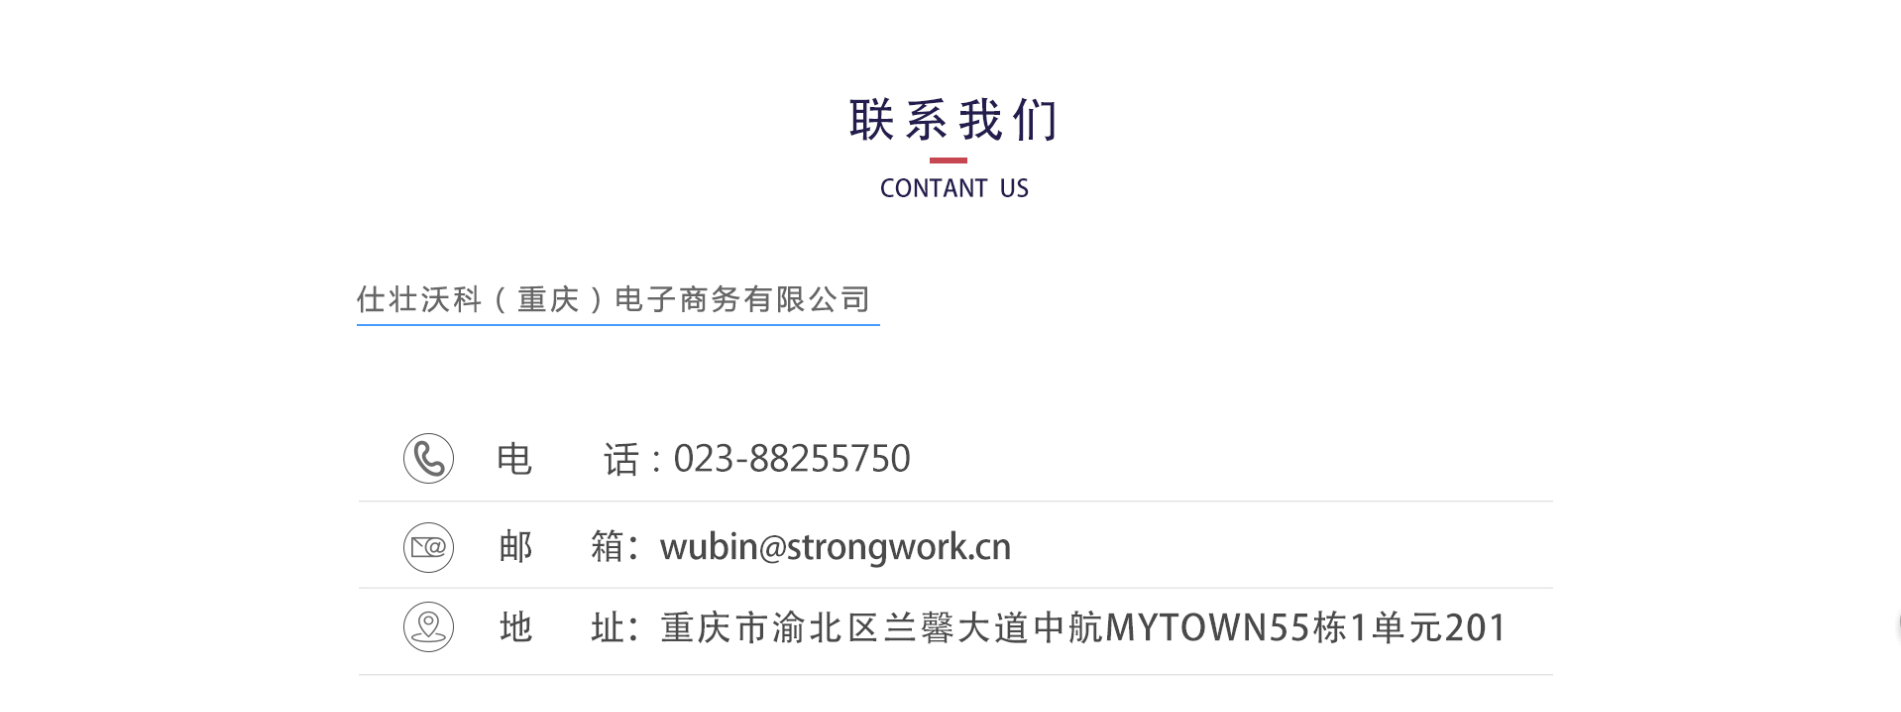 联系我们
CONTANT US
仕壮沃科（重庆）电子商务有限公司
电 话：023-88255750
邮 箱：wubin@strongwork.cn
地 址：重庆市渝北区兰馨大道中航MYTOWN55栋1单元201